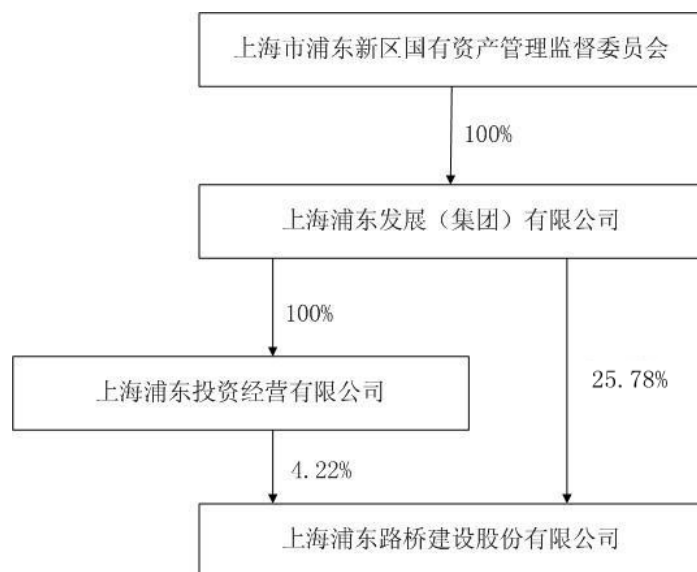 上海市浦东新区国有资产管理监督委员会
100%
上海浦东发展（集团）有限公司
100%
25.78%
上海浦东投资经营有限公司
4.22%
上海浦东路桥建设股份有限公司